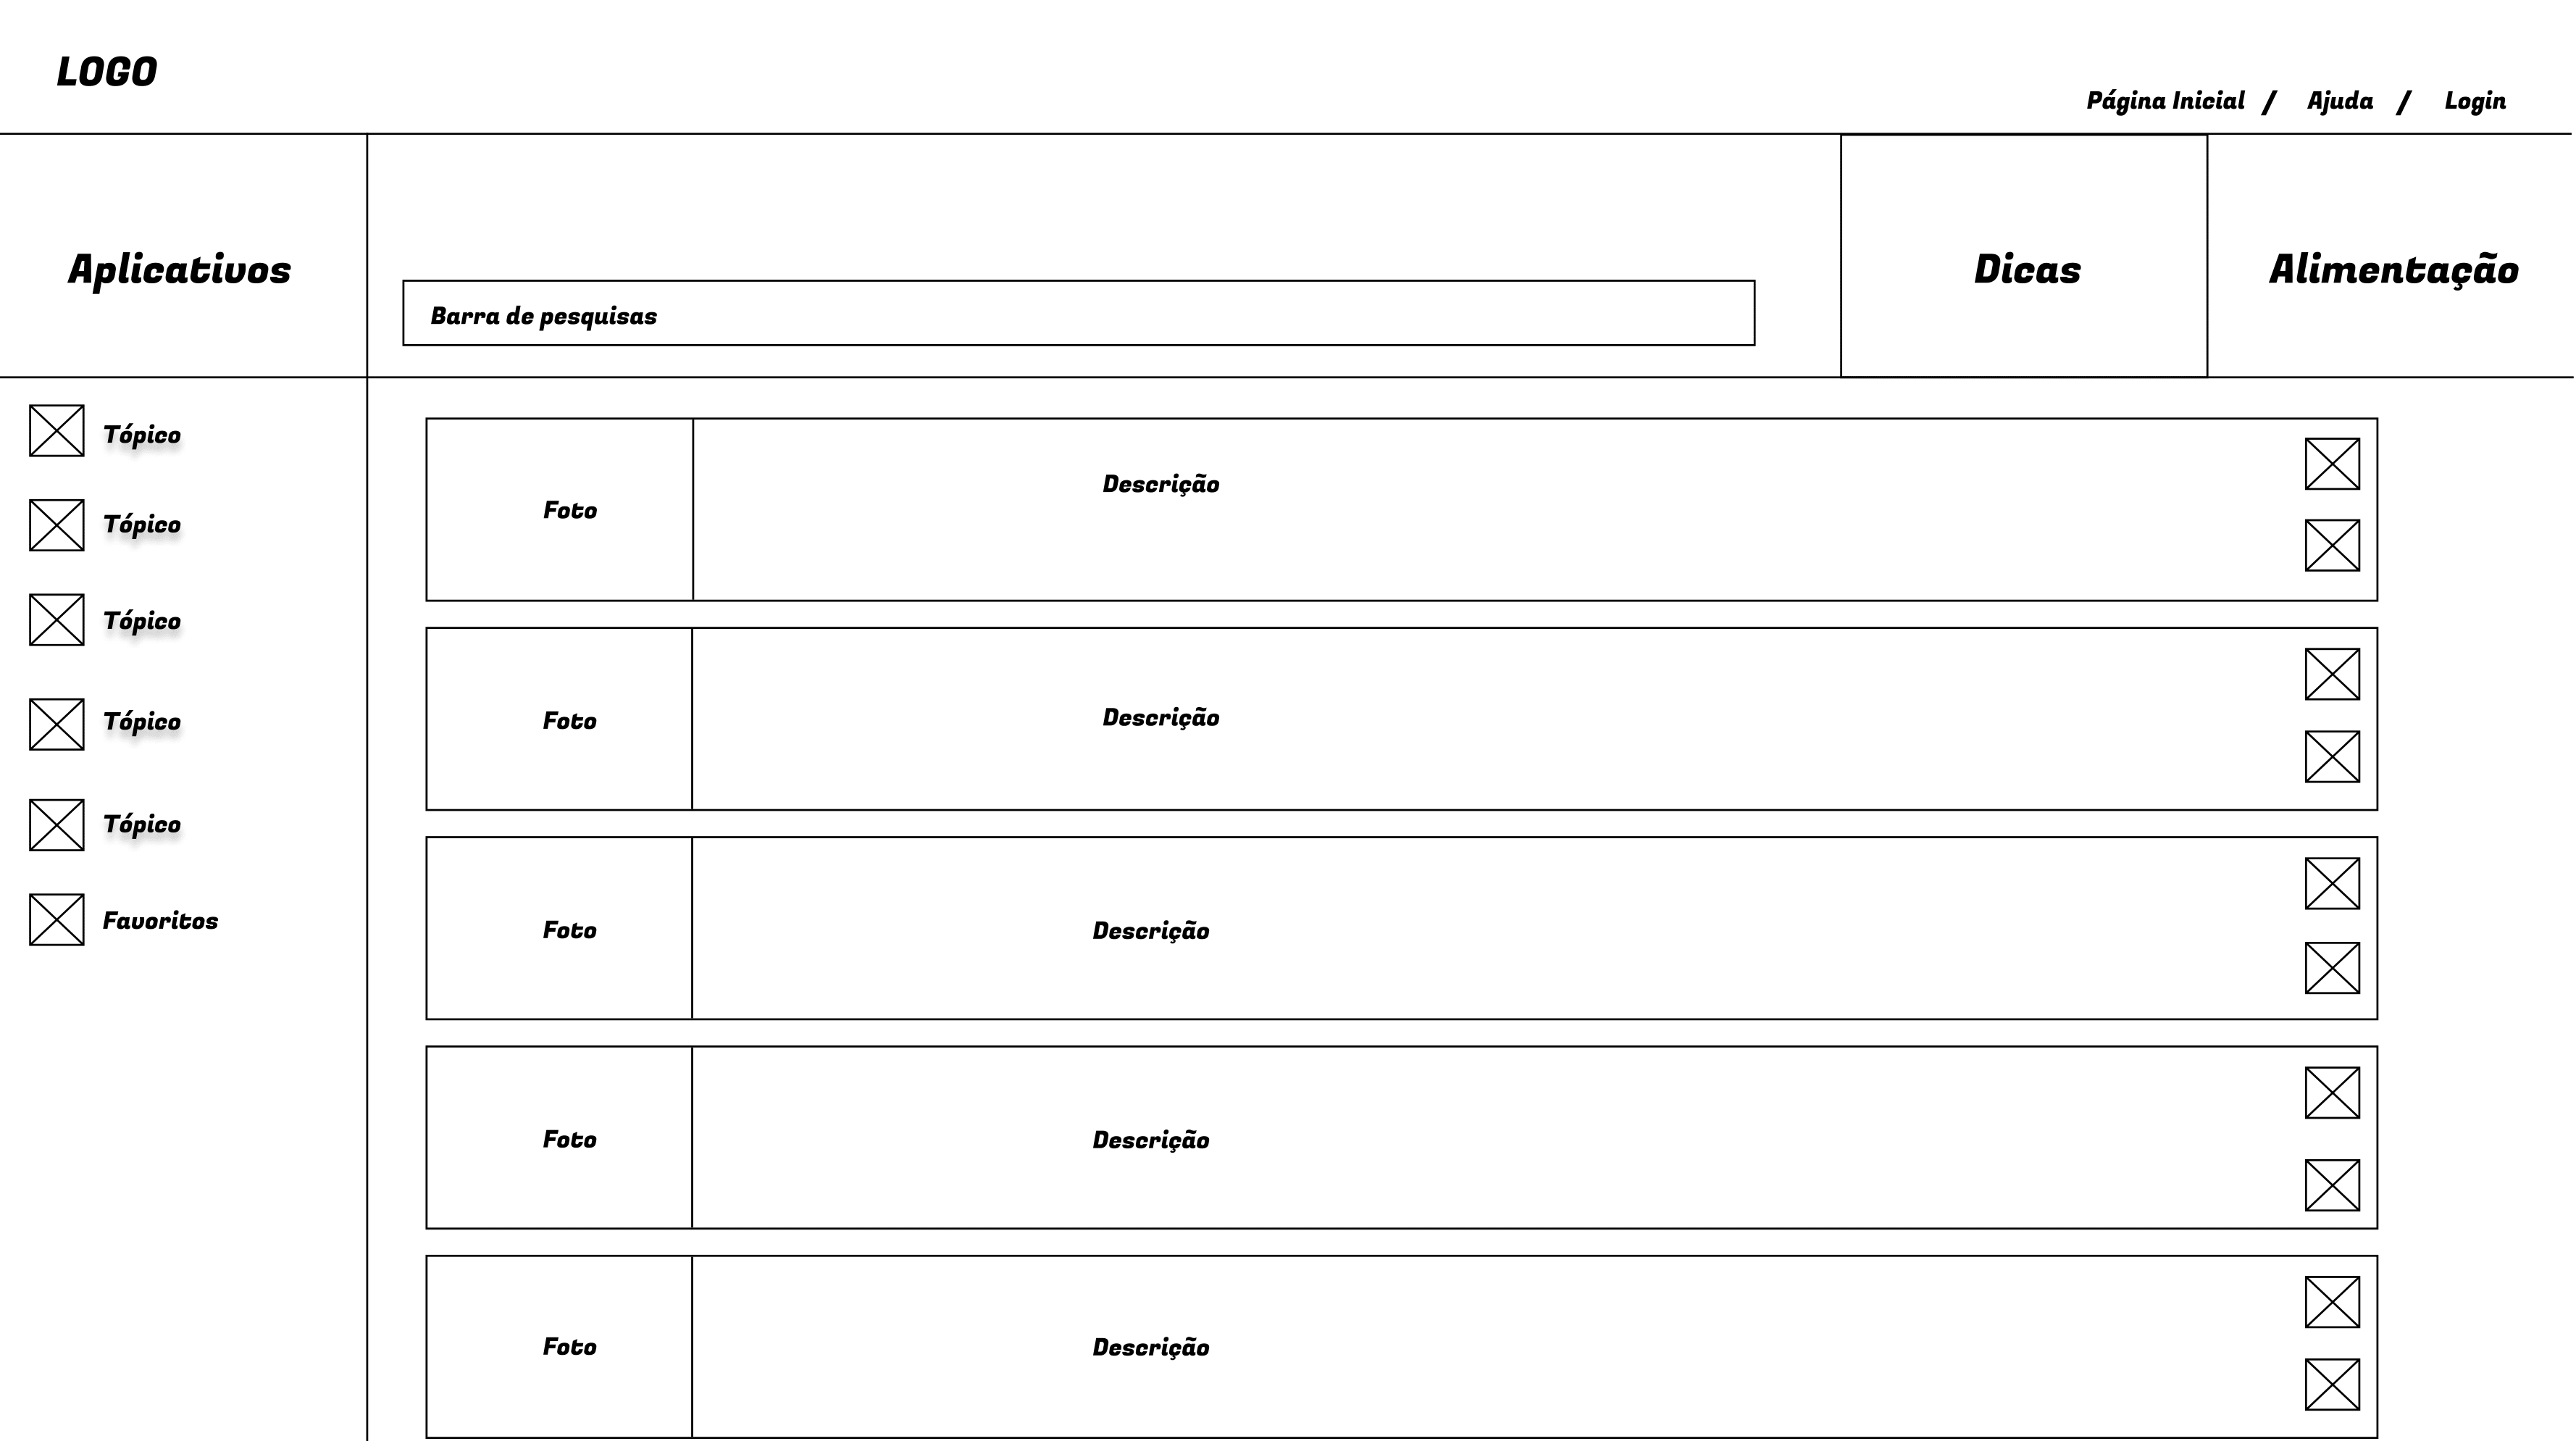 LOGO
Página Inicial / Ajuda / Login
Aplicativos
Barra de pesquisas
Dicas
Alimentação
Tópico
Tópico
Tópico
Tópico
Tópico
Favoritos
Foto
Descrição
Foto
Descrição
Foto
Descrição
Foto
Descrição
Foto
Descrição